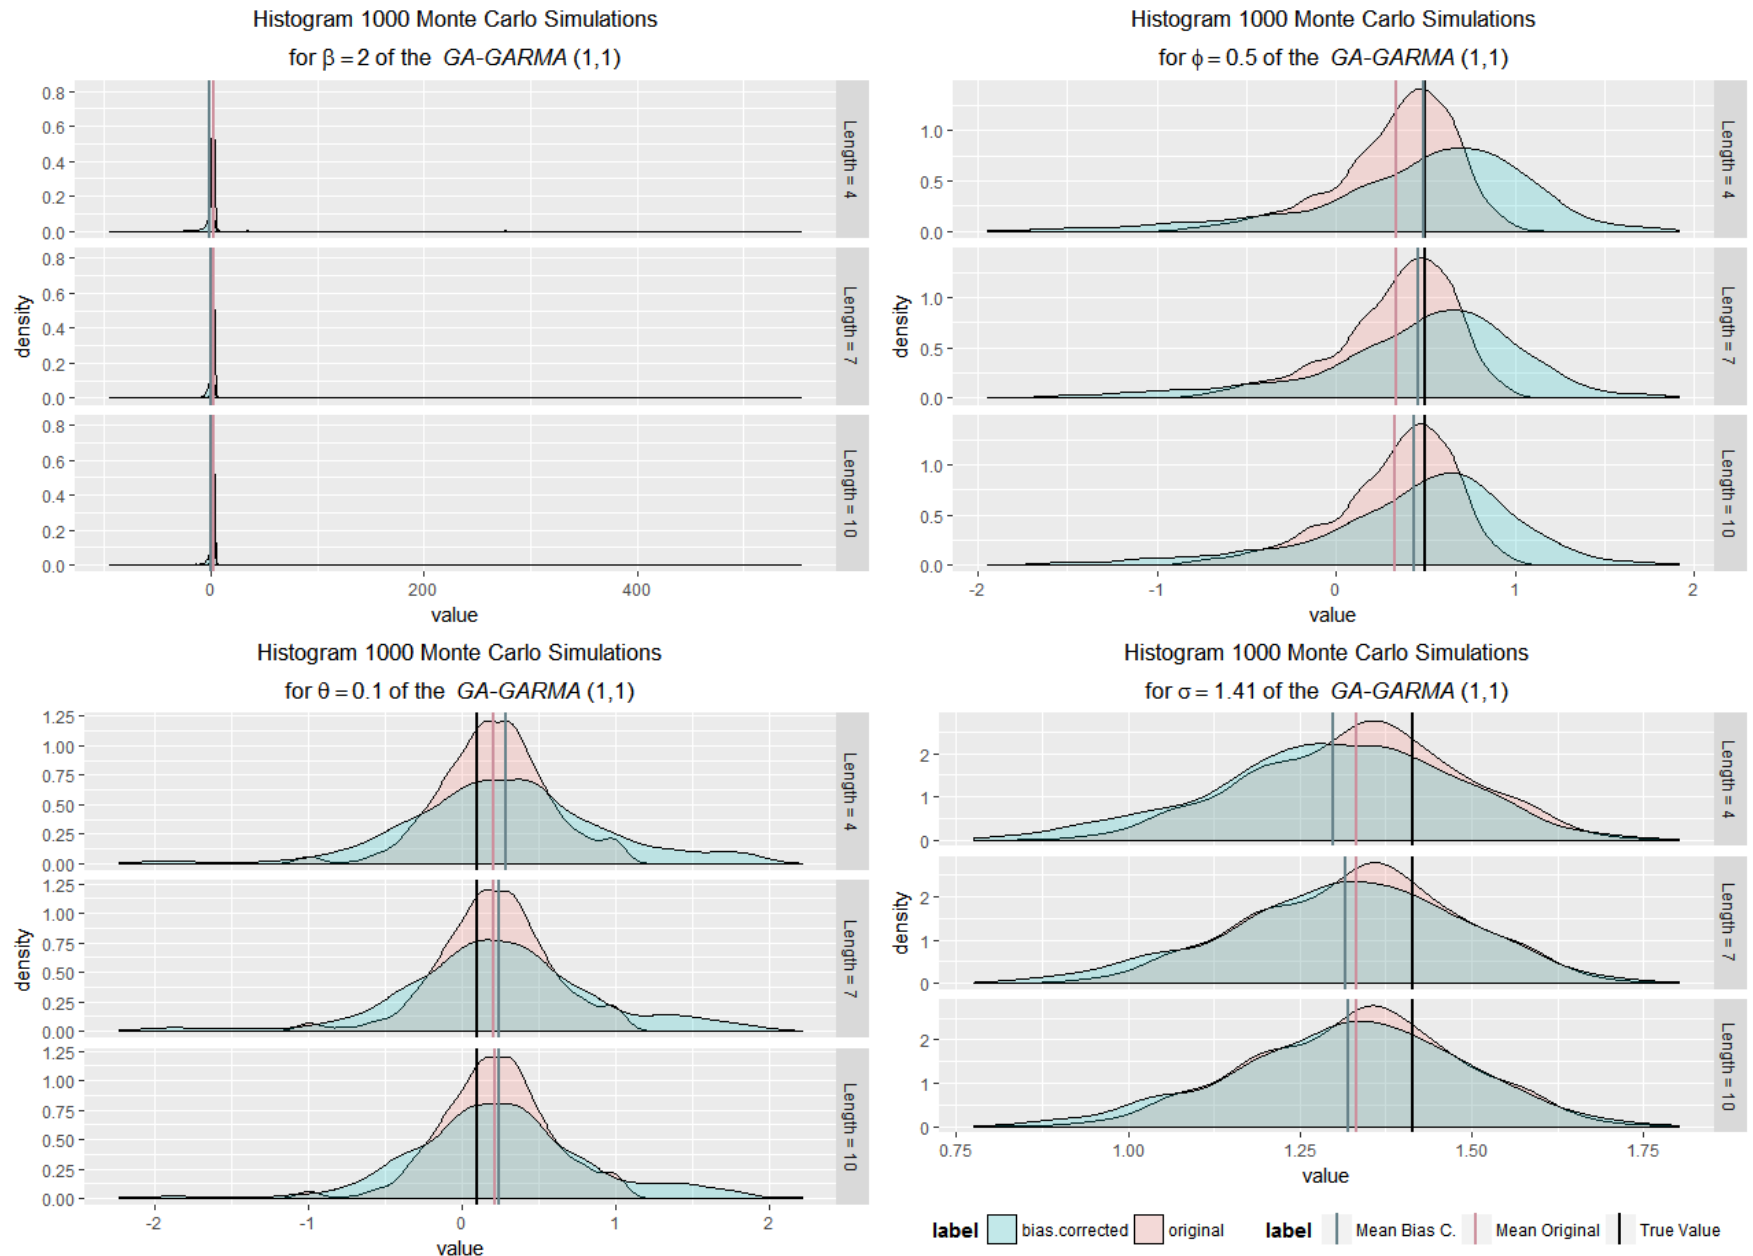 Histogram 1000 Monte Carlo Simulations
for β = 2 of the GA-GARMA (1,1)
density
0.8
0.6
0.4
0.2
0.0
Length = 4
0.8
0.6
0.4
0.2
0.0
Length = 7
0.8
0.6
0.4
0.2
0.0
Length = 10
0 200 400
value
Histogram 1000 Monte Carlo Simulations
for ϕ = 0.5 of the GA-GARMA (1,1)
density
1.0
0.5
0.0
Length = 4
1.0
0.5
0.0
Length = 7
1.0
0.5
0.0
Length = 10
-2 -1 0 1 2
value
Histogram 1000 Monte Carlo Simulations
for θ = 0.1 of the GA-GARMA (1,1)
density
1.25
1.00
0.75
0.50
0.25
0.00
Length = 4
1.25
1.00
0.75
0.50
0.25
0.00
Length = 7
1.25
1.00
0.75
0.50
0.25
0.00
Length = 10
-2 -1 0 1 2
value
Histogram 1000 Monte Carlo Simulations
for σ = 1.41 of the GA-GARMA (1,1)
density
2
1
0
Length = 4
2
1
0
Length = 7
2
1
0
Length = 10
0.75 1.00 1.25 1.50 1.75
value
label bias.corrected original label Mean Bias C. Mean Original True Value